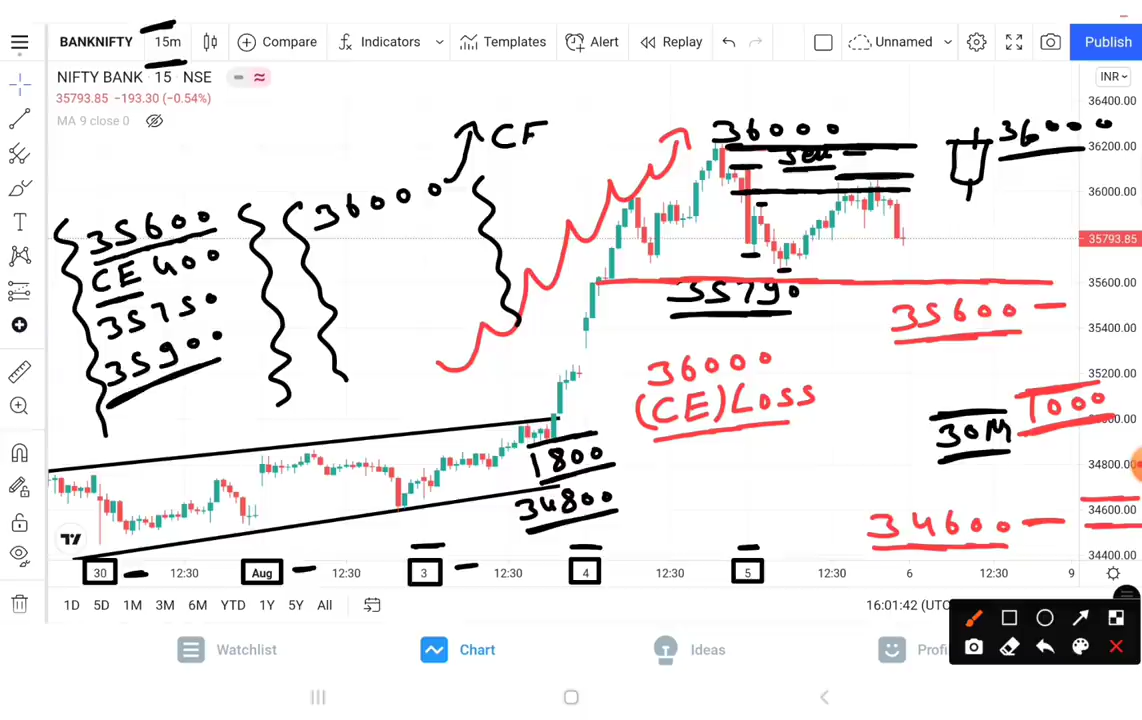 BANKNIFTY 15m Compare Indicators Templates Alert Replay Unnamed Publish
NIFTY BANK · 15 · NSE
35793.85 −193.30 (−0.54%)
MA 9 close 0
INR
36400.00
36200.00
36000.00
35793.85
35600.00
35400.00
35200.00
34800.00
34600.00
34400.00
35600
CE 400
35750
35900
36000
CF
36000
Sell
36000
35790
35600
36000
(CE) Loss
1000
30M
1800
34800
34600
30 12:30 Aug 12:30 3 12:30 4 12:30 5 12:30 6 12:30 9
1D 5D 1M 3M 6M YTD 1Y 5Y All
16:01:42 (UTC
Watchlist Chart Ideas Profi